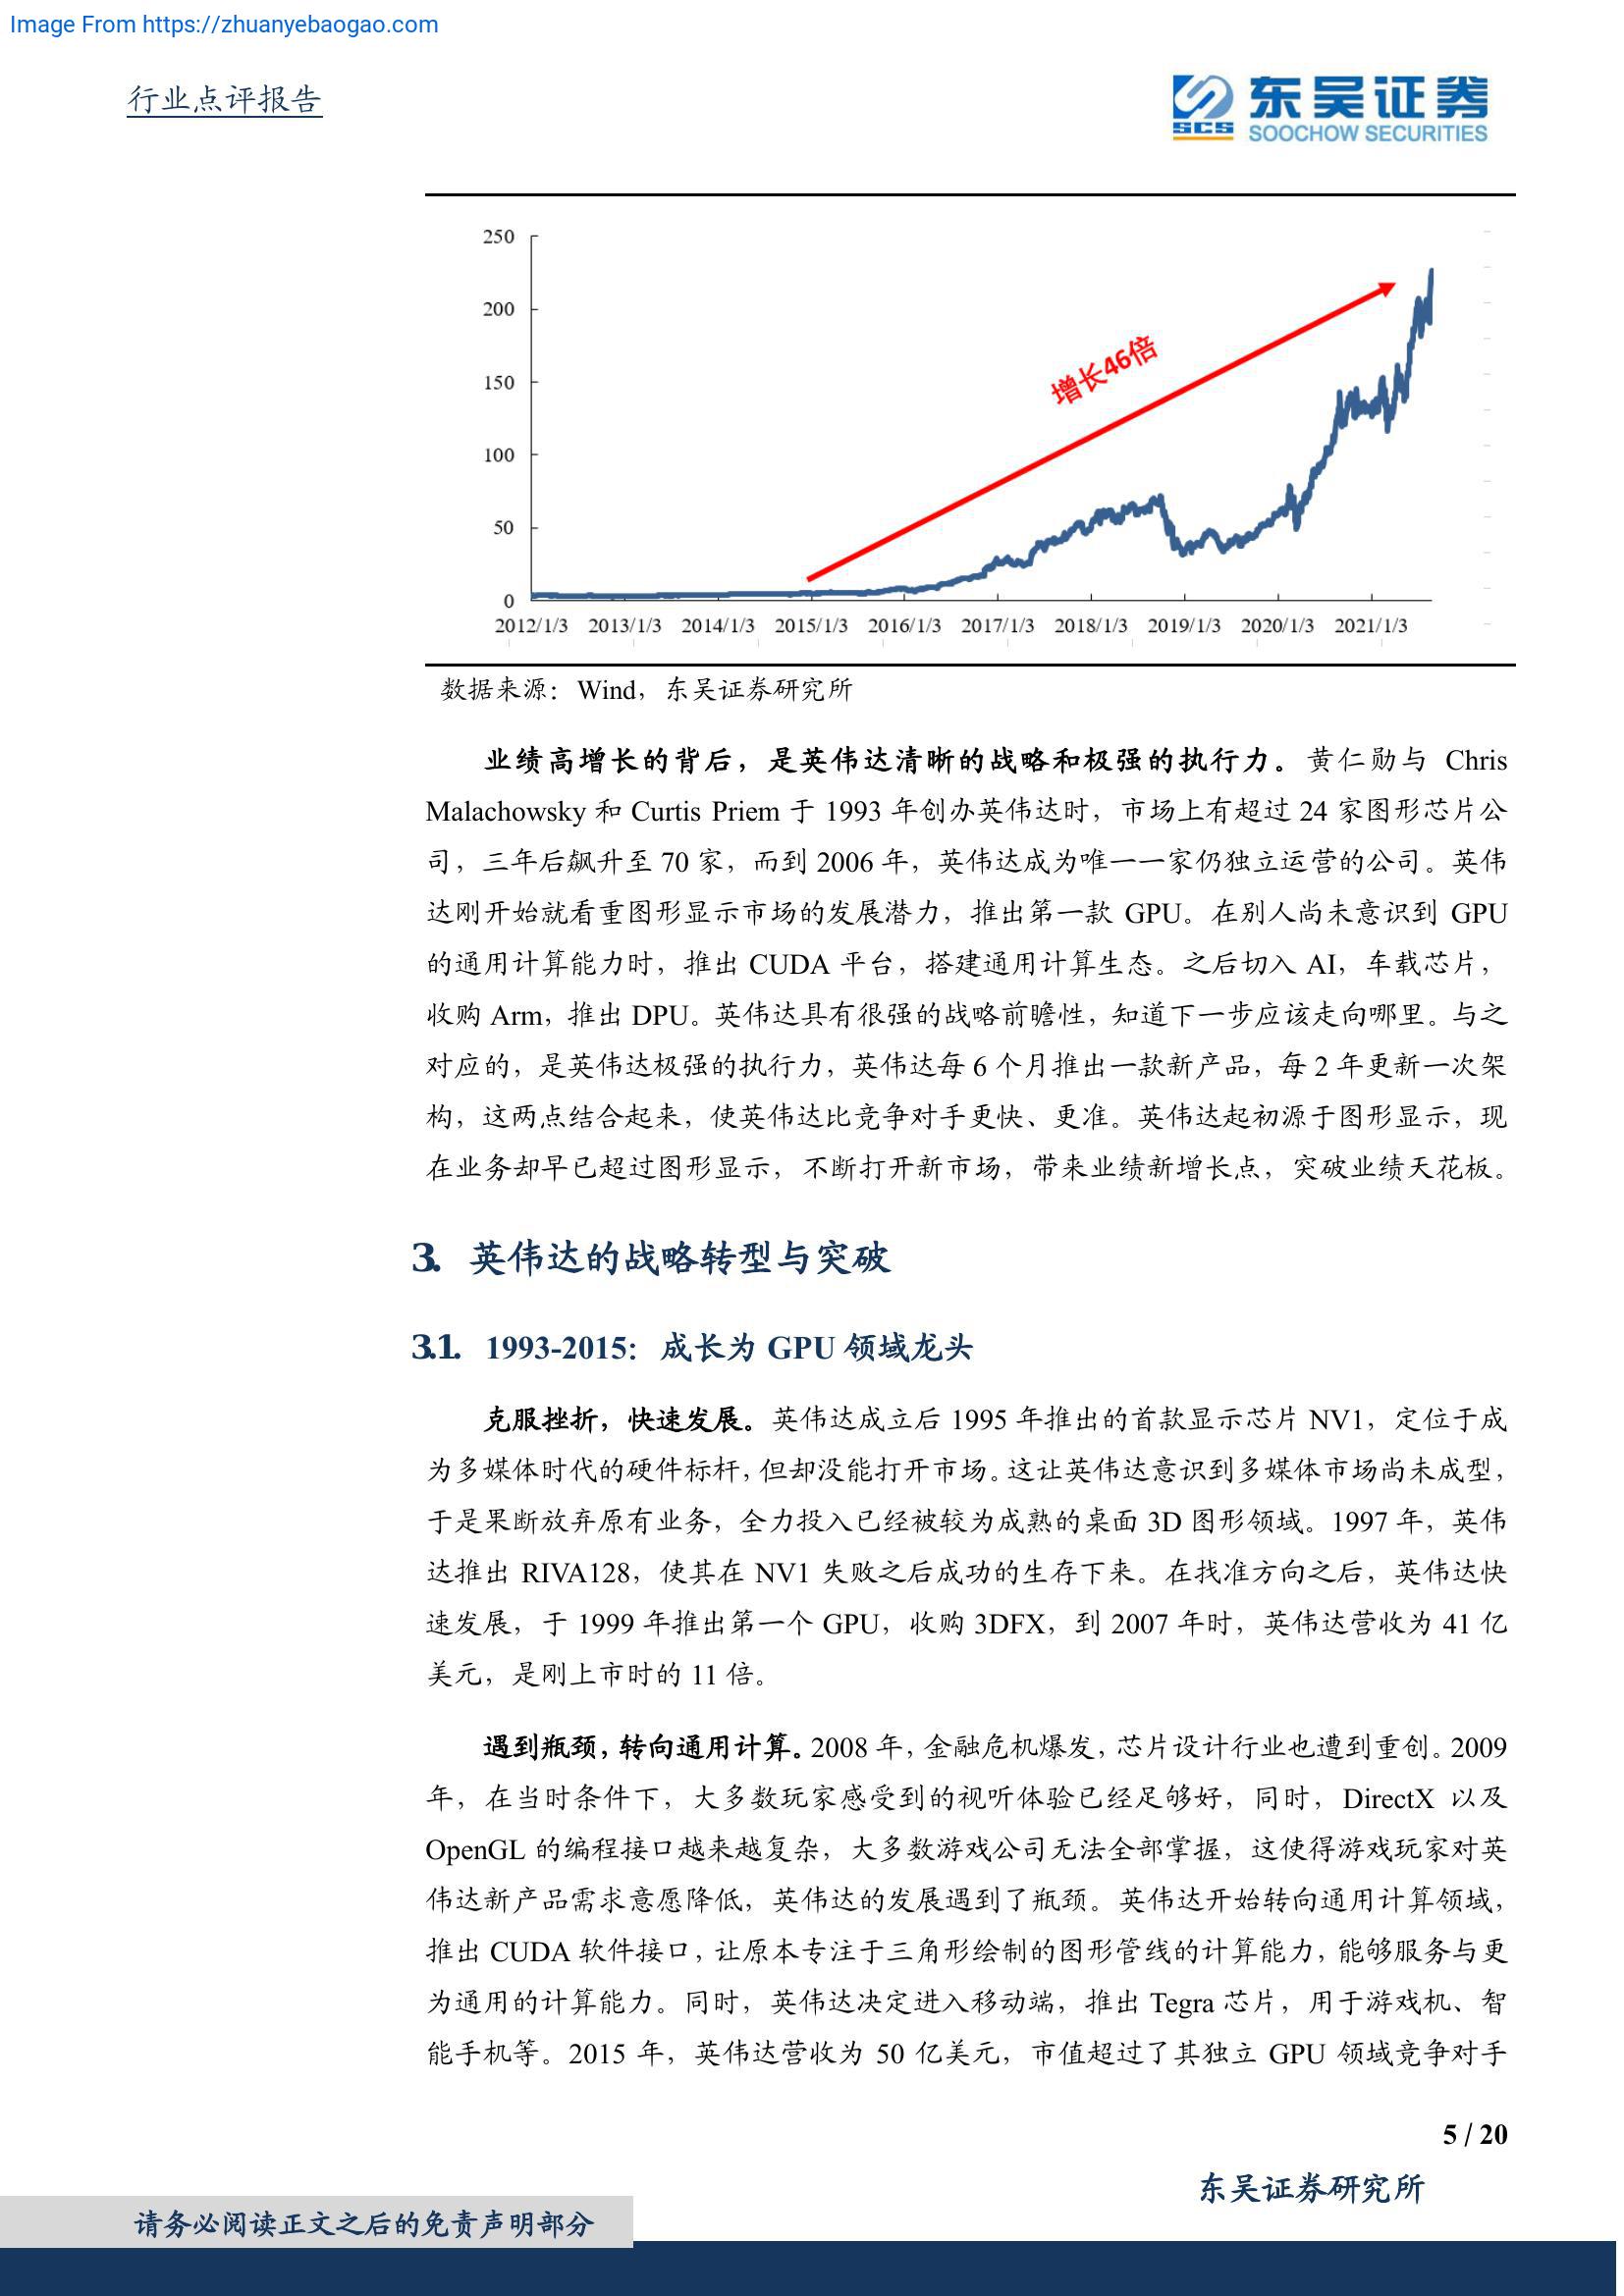 Image From https://zhuanyebaogao.com
行业点评报告
SCS 东吴证券
SOOCHOW SECURITIES
250
200
150
100
50
0
增长46倍
2012/1/3 2013/1/3 2014/1/3 2015/1/3 2016/1/3 2017/1/3 2018/1/3 2019/1/3 2020/1/3 2021/1/3
数据来源：Wind，东吴证券研究所
业绩高增长的背后，是英伟达清晰的战略和极强的执行力。黄仁勋与 Chris
Malachowsky 和 Curtis Priem 于 1993 年创办英伟达时，市场上有超过 24 家图形芯片公
司，三年后飙升至 70 家，而到 2006 年，英伟达成为唯一一家仍独立运营的公司。英伟
达刚开始就看重图形显示市场的发展潜力，推出第一款 GPU。在别人尚未意识到 GPU
的通用计算能力时，推出 CUDA 平台，搭建通用计算生态。之后切入 AI，车载芯片，
收购 Arm，推出 DPU。英伟达具有很强的战略前瞻性，知道下一步应该走向哪里。与之
对应的，是英伟达极强的执行力，英伟达每 6 个月推出一款新产品，每 2 年更新一次架
构，这两点结合起来，使英伟达比竞争对手更快、更准。英伟达起初源于图形显示，现
在业务却早已超过图形显示，不断打开新市场，带来业绩新增长点，突破业绩天花板。
3. 英伟达的战略转型与突破
3.1. 1993-2015：成长为 GPU 领域龙头
克服挫折，快速发展。英伟达成立后 1995 年推出的首款显示芯片 NV1，定位于成
为多媒体时代的硬件标杆，但却没能打开市场。这让英伟达意识到多媒体市场尚未成型，
于是果断放弃原有业务，全力投入已经被较为成熟的桌面 3D 图形领域。1997 年，英伟
达推出 RIVA128，使其在 NV1 失败之后成功的生存下来。在找准方向之后，英伟达快
速发展，于 1999 年推出第一个 GPU，收购 3DFX，到 2007 年时，英伟达营收为 41 亿
美元，是刚上市时的 11 倍。
遇到瓶颈，转向通用计算。2008 年，金融危机爆发，芯片设计行业也遭到重创。2009
年，在当时条件下，大多数玩家感受到的视听体验已经足够好，同时，DirectX 以及
OpenGL 的编程接口越来越复杂，大多数游戏公司无法全部掌握，这使得游戏玩家对英
伟达新产品需求意愿降低，英伟达的发展遇到了瓶颈。英伟达开始转向通用计算领域，
推出 CUDA 软件接口，让原本专注于三角形绘制的图形管线的计算能力，能够服务与更
为通用的计算能力。同时，英伟达决定进入移动端，推出 Tegra 芯片，用于游戏机、智
能手机等。2015 年，英伟达营收为 50 亿美元，市值超过了其独立 GPU 领域竞争对手
5 / 20
东吴证券研究所
请务必阅读正文之后的免责声明部分